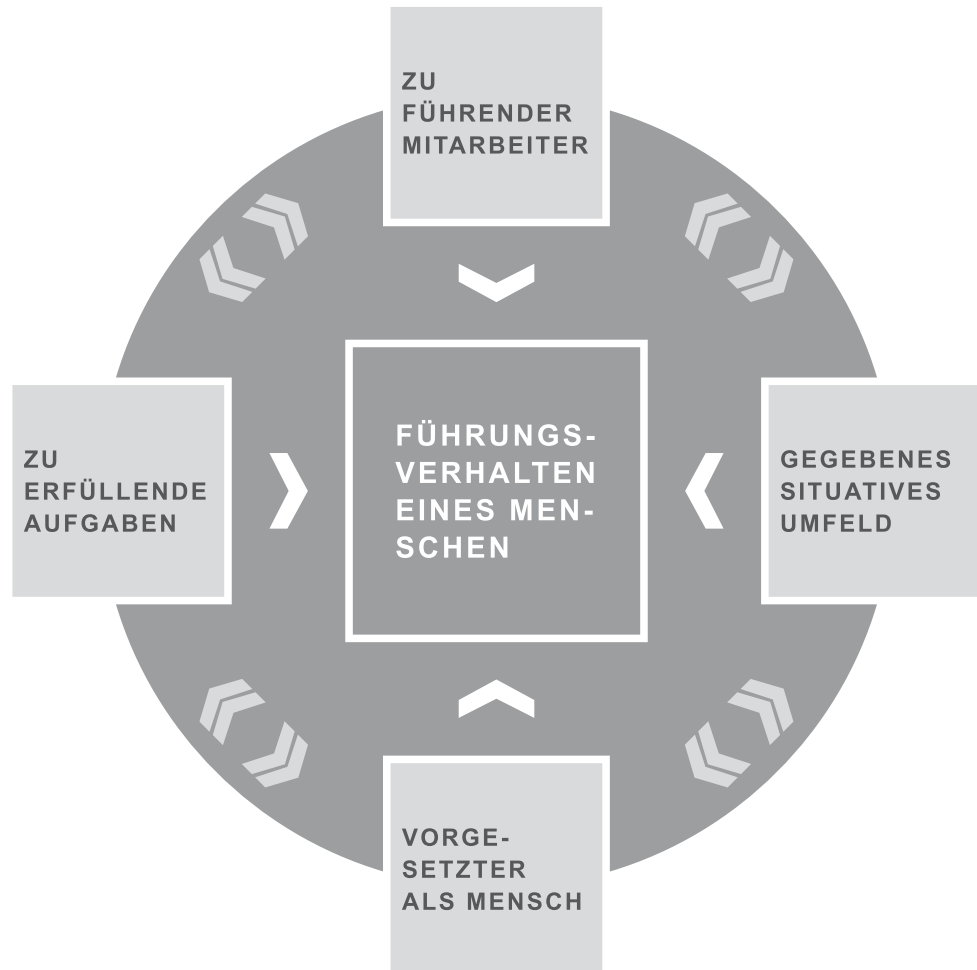 ZU
FÜHRENDER
MITARBEITER
ZU
ERFÜLLENDE
AUFGABEN
FÜHRUNGS-
VERHALTEN
EINES MEN-
SCHEN
GEGEBENES
SITUATIVES
UMFELD
VORGE-
SETZTER
ALS MENSCH